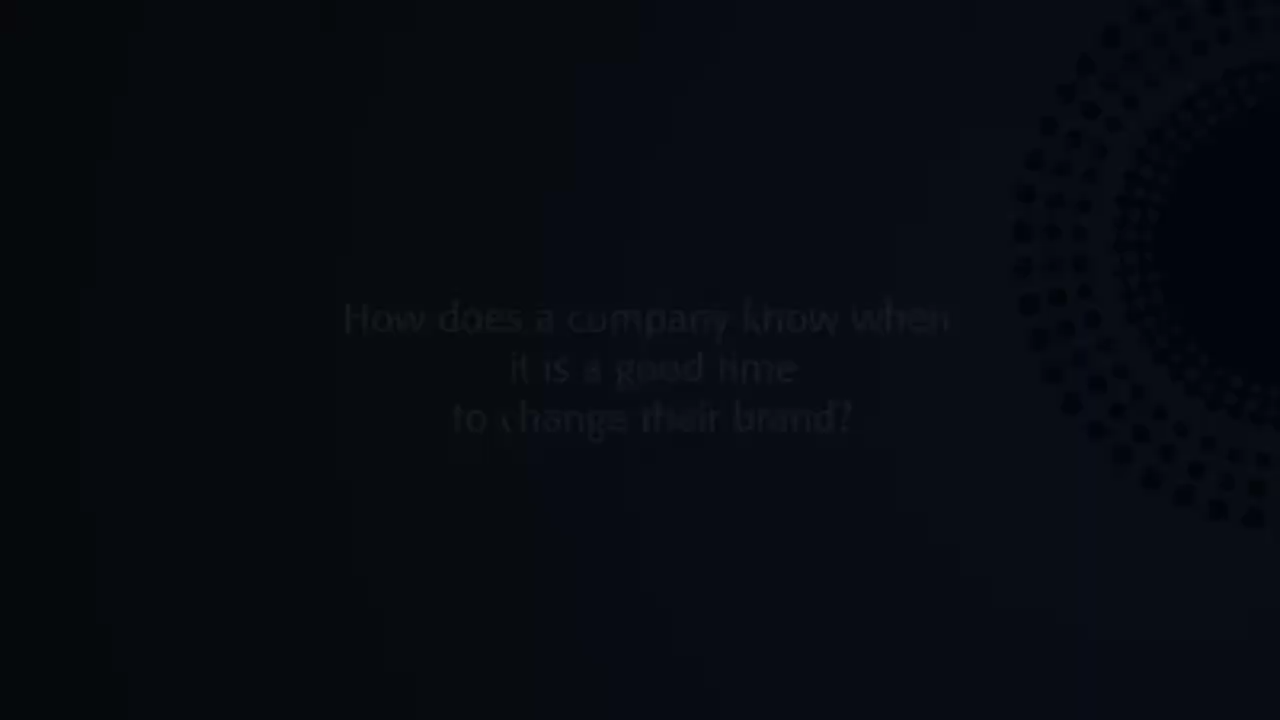 How does a company know when
it is a good time
to change their brand?